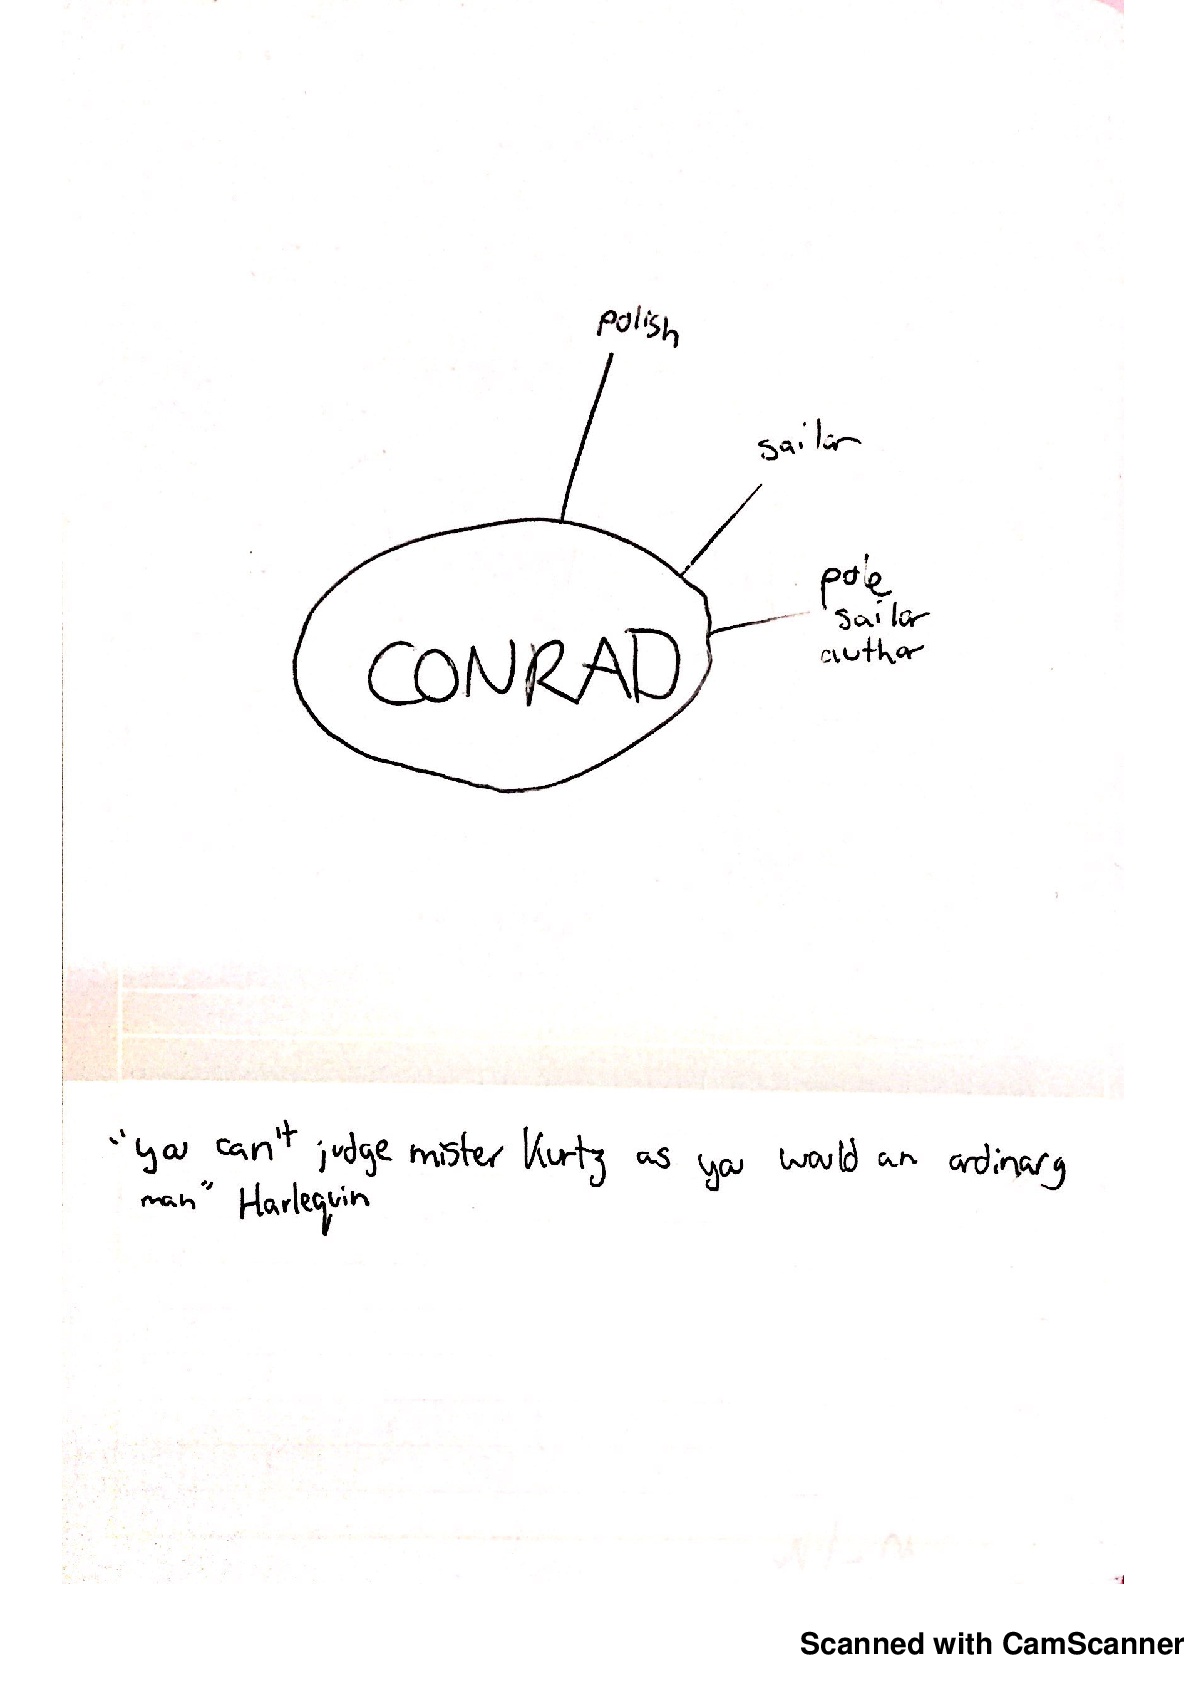 polish
sailor
pole
sailor
author
CONRAD
"you can't judge mister Kurtz as you would an ordinary
man" Harlequin
Scanned with CamScanner